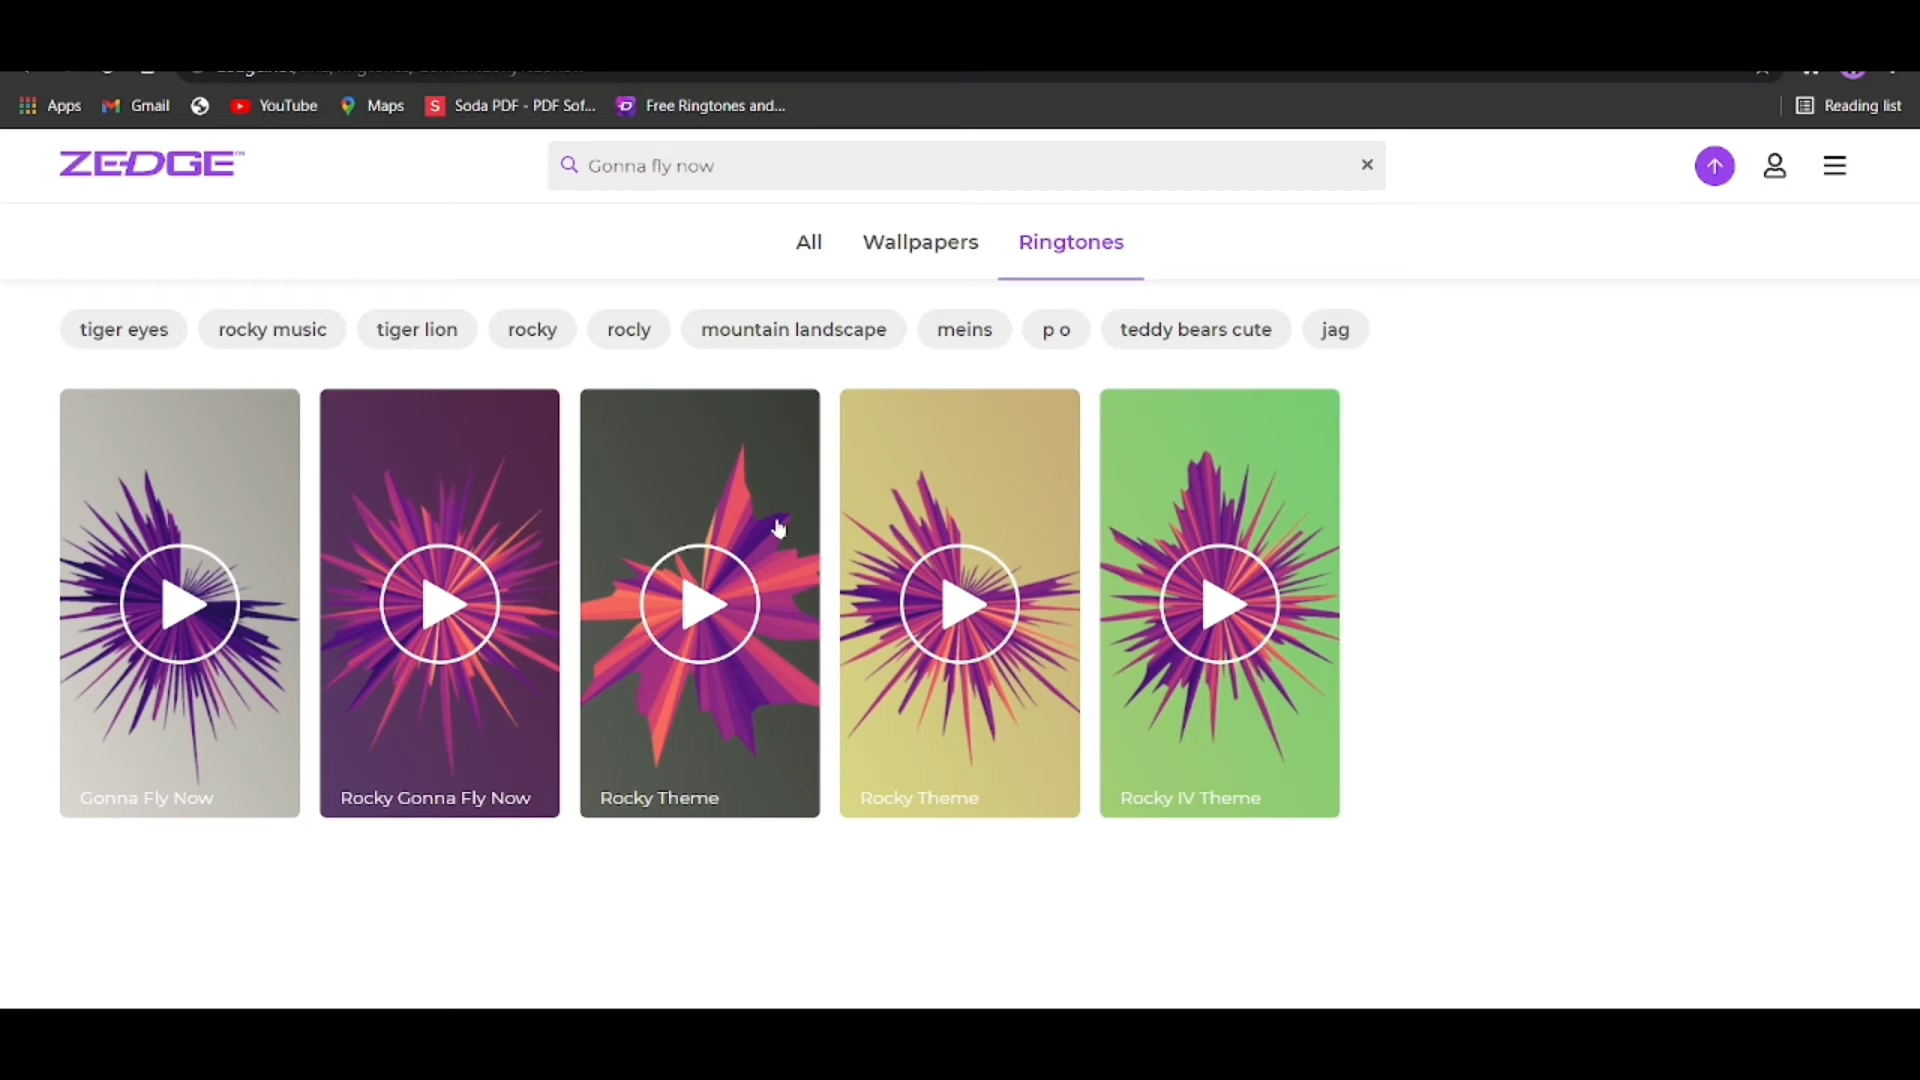 Apps Gmail YouTube Maps S Soda PDF - PDF Sof... Free Ringtones and... Reading list
ZEDGE™ Gonna fly now
All Wallpapers Ringtones
tiger eyes rocky music tiger lion rocky rocly mountain landscape meins p o teddy bears cute jag
Gonna Fly Now Rocky Gonna Fly Now Rocky Theme Rocky Theme Rocky IV Theme